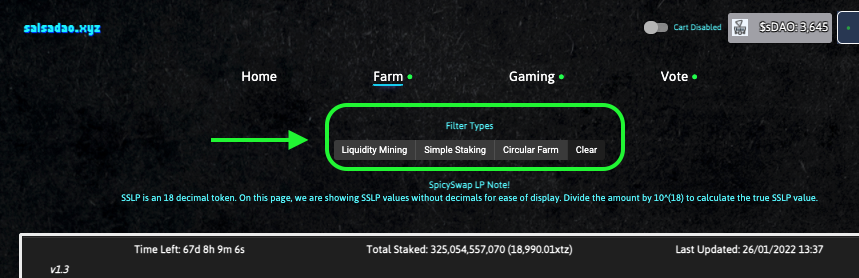 salsadao.xyz
Cart Disabled
$sDAO: 3,645
Home Farm Gaming Vote
Filter Types
Liquidity Mining Simple Staking Circular Farm Clear
SpicySwap LP Note!
SSLP is an 18 decimal token. On this page, we are showing SSLP values without decimals for ease of display. Divide the amount by 10^(18) to calculate the true SSLP value.
Time Left: 67d 8h 9m 6s Total Staked: 325,054,557,070 (18,990.01xtz) Last Updated: 26/01/2022 13:37
v1.3